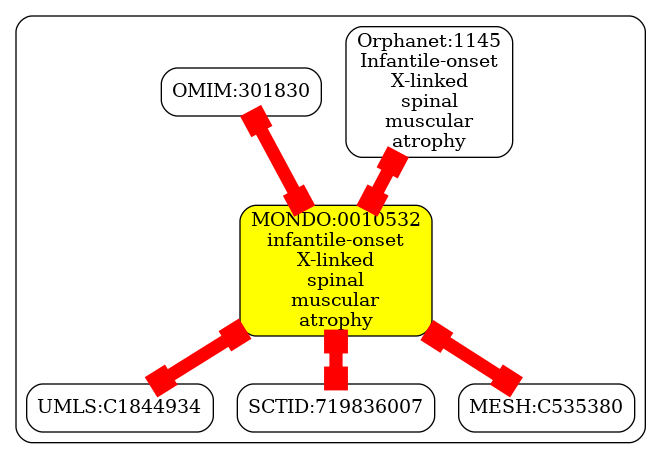 Orphanet:1145
Infantile-onset
X-linked
spinal
muscular
atrophy
OMIM:301830
MONDO:0010532
infantile-onset
X-linked
spinal
muscular
atrophy
UMLS:C1844934
SCTID:719836007
MESH:C535380